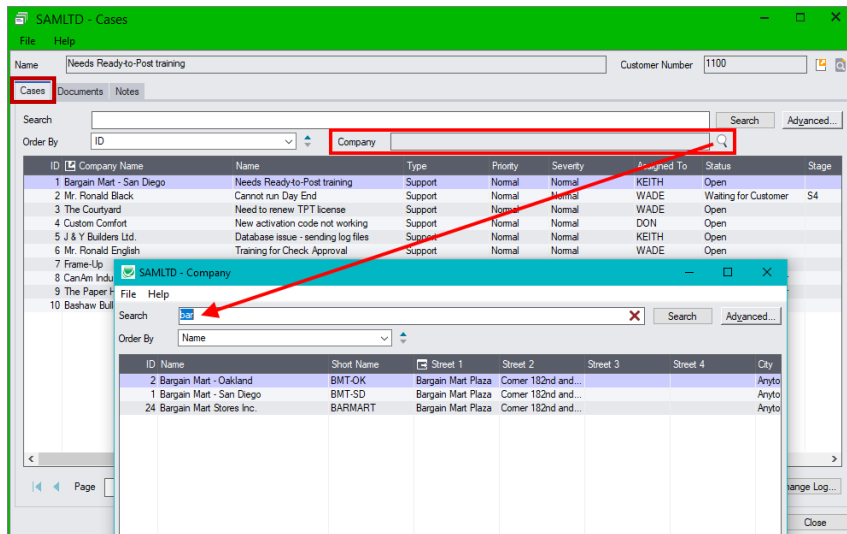 SAMLTD - Cases
File Help
Name Needs Ready-to-Post training Customer Number 1100
Cases Documents Notes
Search Search Advanced...
Order By ID Company
ID Company Name Name Type Priority Severity Assigned To Status Stage
1 Bargain Mart - San Diego Needs Ready-to-Post training Support Normal Normal KEITH Open
2 Mr. Ronald Black Cannot run Day End Support Normal Normal WADE Waiting for Customer S4
3 The Courtyard Need to renew TPT license Support Normal Normal WADE Open
4 Custom Comfort New activation code not working Support Normal Normal DON Open
5 J & Y Builders Ltd. Database issue - sending log files Support Normal Normal KEITH Open
6 Mr. Ronald English Training for Check Approval Support Normal Normal WADE Open
7 Frame-Up
8 CanAm Indu
9 The Paper H
10 Bashaw Buil
SAMLTD - Company
File Help
Search bar Search Advanced...
Order By Name
ID Name Short Name Street 1 Street 2 Street 3 Street 4 City
2 Bargain Mart - Oakland BMT-OK Bargain Mart Plaza Corner 182nd and... Anyto
1 Bargain Mart - San Diego BMT-SD Bargain Mart Plaza Corner 182nd and... Anyto
24 Bargain Mart Stores Inc. BARMART Bargain Mart Plaza Corner 182nd and... Anyto
Page ange Log...
Close